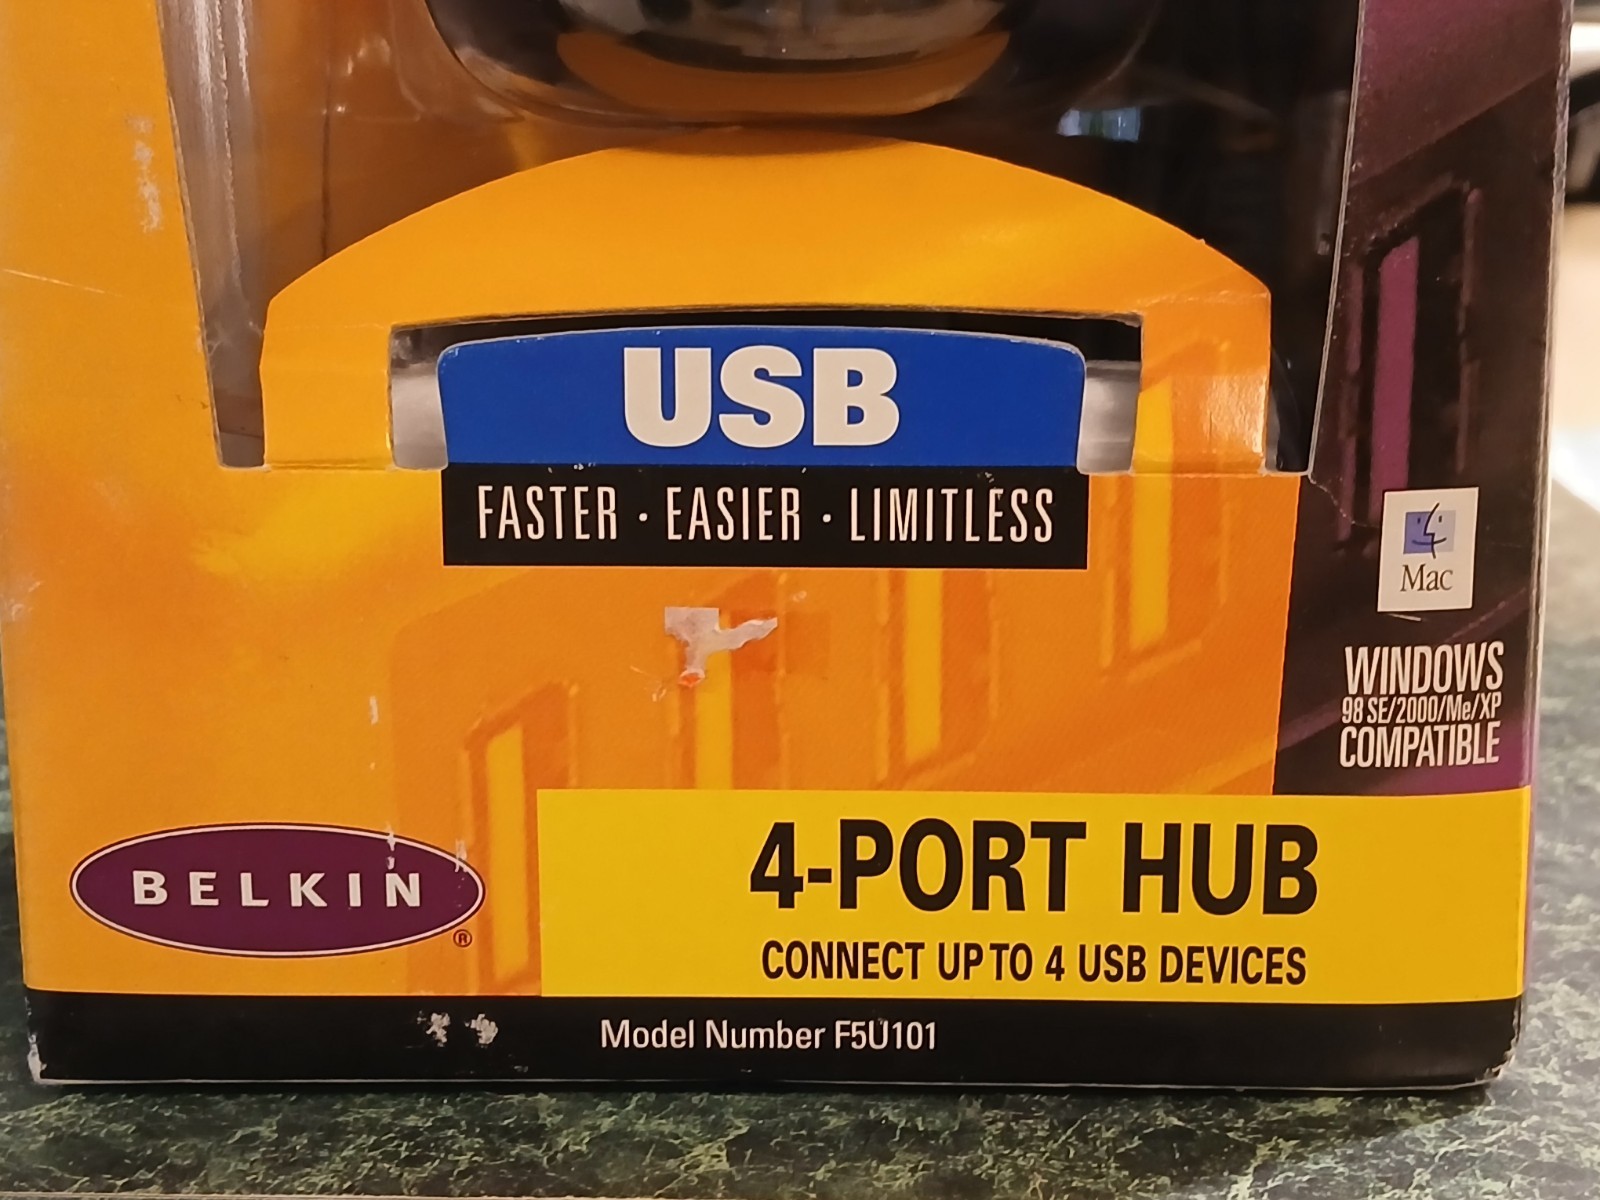 USB
FASTER · EASIER · LIMITLESS
Mac
WINDOWS
98 SE/2000/Me/XP
COMPATIBLE
4-PORT HUB
CONNECT UP TO 4 USB DEVICES
BELKIN®
Model Number F5U101